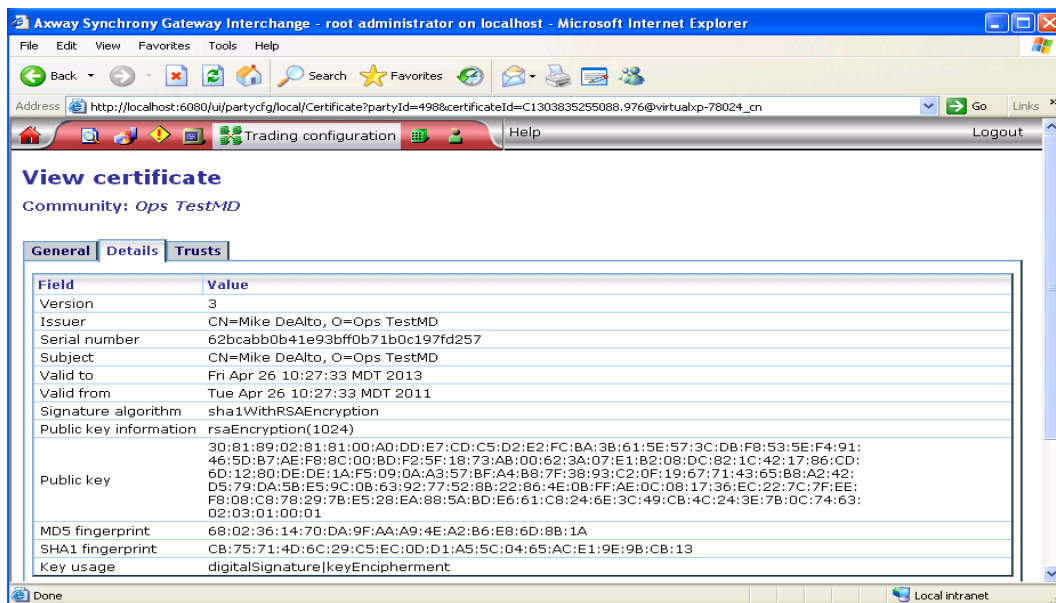 Axway Synchrony Gateway Interchange - root administrator on localhost - Microsoft Internet Explorer
File Edit View Favorites Tools Help
Back Search Favorites
Address http://localhost:6080/ui/partycfg/local/Certificate?partyId=498&certificateId=C1303835255088.976@virtualxp-78024_cn Go Links »
Trading configuration Help Logout
View certificate
Community: Ops TestMD
General Details Trusts
Field Value
Version 3
Issuer CN=Mike DeAlto, O=Ops TestMD
Serial number 62bcabb0b41e93bff0b71b0c197fd257
Subject CN=Mike DeAlto, O=Ops TestMD
Valid to Fri Apr 26 10:27:33 MDT 2013
Valid from Tue Apr 26 10:27:33 MDT 2011
Signature algorithm sha1WithRSAEncryption
Public key information rsaEncryption(1024)
Public key 30:81:89:02:81:81:00:A0:DD:E7:CD:C5:D2:E2:FC:BA:3B:61:5E:57:3C:DB:F8:53:5E:F4:91:
46:5D:B7:AE:F8:8C:00:BD:F2:5F:18:73:AB:00:62:3A:07:E1:B2:08:DC:82:1C:42:17:86:CD:
6D:12:80:DE:DE:1A:F5:09:0A:A3:57:BF:A4:B8:7F:38:93:C2:0F:19:67:71:43:65:B8:A2:42:
D5:79:DA:5B:E5:9C:0B:63:92:77:52:8B:22:86:4E:0B:FF:AE:0C:08:17:36:EC:22:7C:7F:EE:
F8:08:C8:78:29:7B:E5:28:EA:88:5A:BD:E6:61:C8:24:6E:3C:49:CB:4C:24:3E:7B:0C:74:63:
02:03:01:00:01
MD5 fingerprint 68:02:36:14:70:DA:9F:AA:A9:4E:A2:B6:E8:6D:8B:1A
SHA1 fingerprint CB:75:71:4D:6C:29:C5:EC:0D:D1:A5:5C:04:65:AC:E1:9E:9B:CB:13
Key usage digitalSignature|keyEncipherment
Done Local intranet